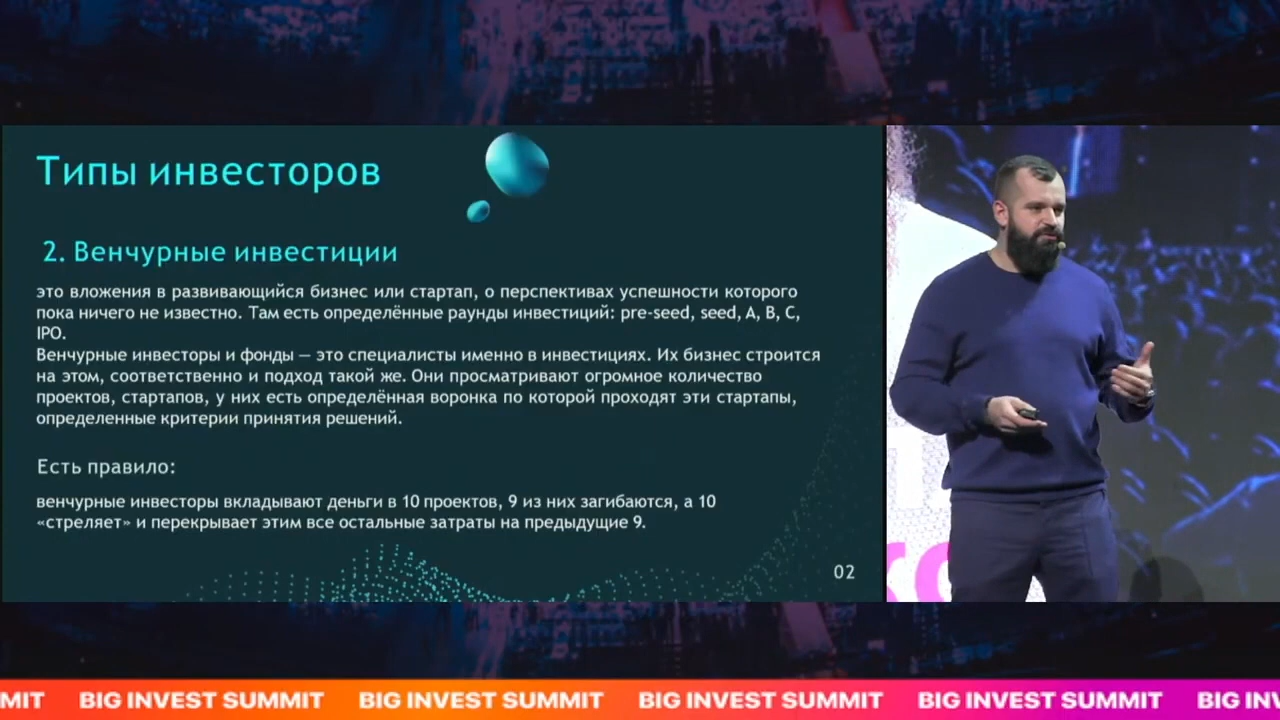 Типы инвесторов
2. Венчурные инвестиции
это вложения в развивающийся бизнес или стартап, о перспективах успешности которого
пока ничего не известно. Там есть определённые раунды инвестиций: pre-seed, seed, A, B, C,
IPO.
Венчурные инвесторы и фонды — это специалисты именно в инвестициях. Их бизнес строится
на этом, соответственно и подход такой же. Они просматривают огромное количество
проектов, стартапов, у них есть определённая воронка по которой проходят эти стартапы,
определенные критерии принятия решений.
Есть правило:
венчурные инвесторы вкладывают деньги в 10 проектов, 9 из них загибаются, а 10
«стреляет» и перекрывает этим все остальные затраты на предыдущие 9.
02
MIT BIG INVEST SUMMIT BIG INVEST SUMMIT BIG INVEST SUMMIT BIG INVEST SUMMIT BIG INV